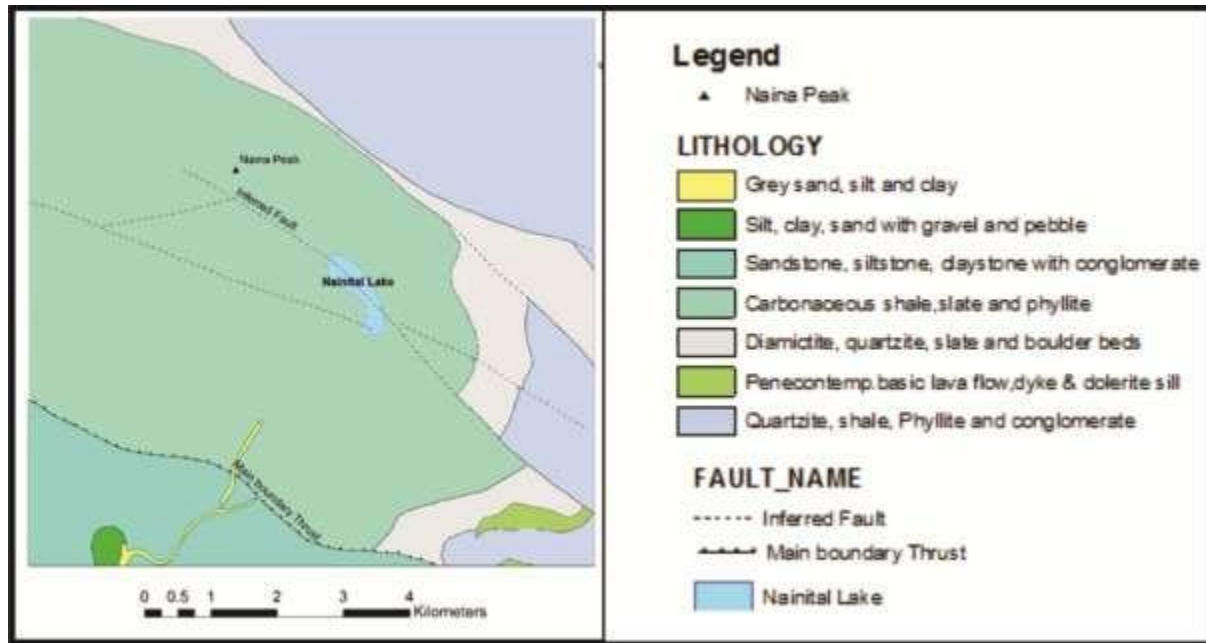 Naina Peak
Inferred Fault
Nainital Lake
Main boundary Thrust
0 0.5 1 2 3 4
Kilometers
Legend
Naina Peak
LITHOLOGY
Grey sand, silt and clay
Silt, clay, sand with gravel and pebble
Sandstone, siltstone, claystone with conglomerate
Carbonaceous shale,slate and phyllite
Diamictite, quartzite, slate and boulder beds
Penecontemp.basic lava flow,dyke & dolerite sill
Quartzite, shale, Phyllite and conglomerate
FAULT_NAME
Inferred Fault
Main boundary Thrust
Nainital Lake